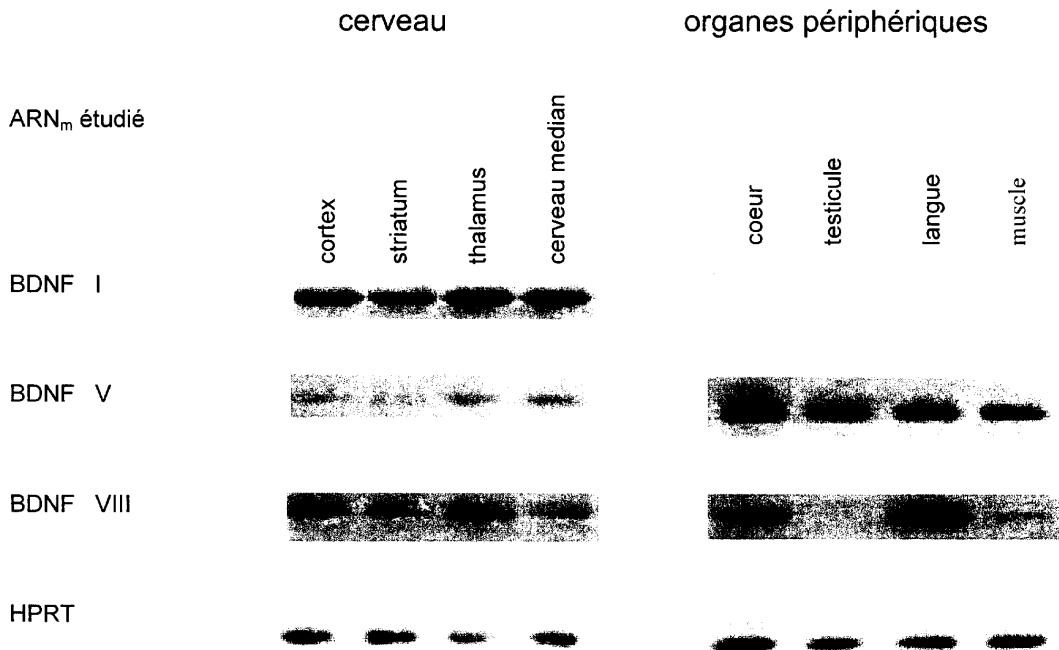 cerveau
organes périphériques
ARNm étudié
cortex
striatum
thalamus
cerveau median
coeur
testicule
langue
muscle
BDNF I
BDNF V
BDNF VIII
HPRT